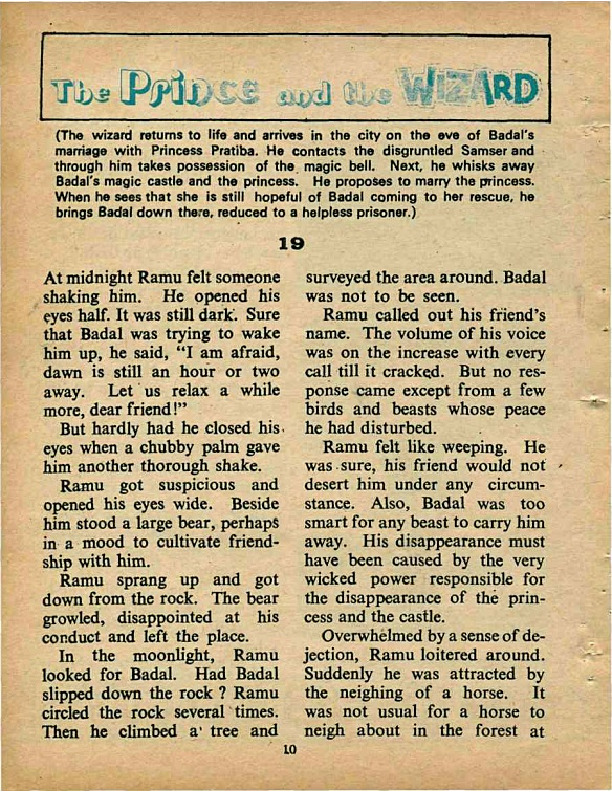 The Prince and the WIZARD
(The wizard returns to life and arrives in the city on the eve of Badal's
marriage with Princess Pratiba. He contacts the disgruntled Samser and
through him takes possession of the magic bell. Next, he whisks away
Badal's magic castle and the princess. He proposes to marry the princess.
When he sees that she is still hopeful of Badal coming to her rescue, he
brings Badal down there, reduced to a helpless prisoner.)
19
At midnight Ramu felt someone
shaking him. He opened his
eyes half. It was still dark. Sure
that Badal was trying to wake
him up, he said, "I am afraid,
dawn is still an hour or two
away. Let us relax a while
more, dear friend!"
But hardly had he closed his
eyes when a chubby palm gave
him another thorough shake.
Ramu got suspicious and
opened his eyes wide. Beside
him stood a large bear, perhaps
in a mood to cultivate friend-
ship with him.
Ramu sprang up and got
down from the rock. The bear
growled, disappointed at his
conduct and left the place.
In the moonlight, Ramu
looked for Badal. Had Badal
slipped down the rock ? Ramu
circled the rock several times.
Then he climbed a tree and
surveyed the area around. Badal
was not to be seen.
Ramu called out his friend's
name. The volume of his voice
was on the increase with every
call till it cracked. But no res-
ponse came except from a few
birds and beasts whose peace
he had disturbed.
Ramu felt like weeping. He
was sure, his friend would not
desert him under any circum-
stance. Also, Badal was too
smart for any beast to carry him
away. His disappearance must
have been caused by the very
wicked power responsible for
the disappearance of the prin-
cess and the castle.
Overwhelmed by a sense of de-
jection, Ramu loitered around.
Suddenly he was attracted by
the neighing of a horse. It
was not usual for a horse to
neigh about in the forest at
10